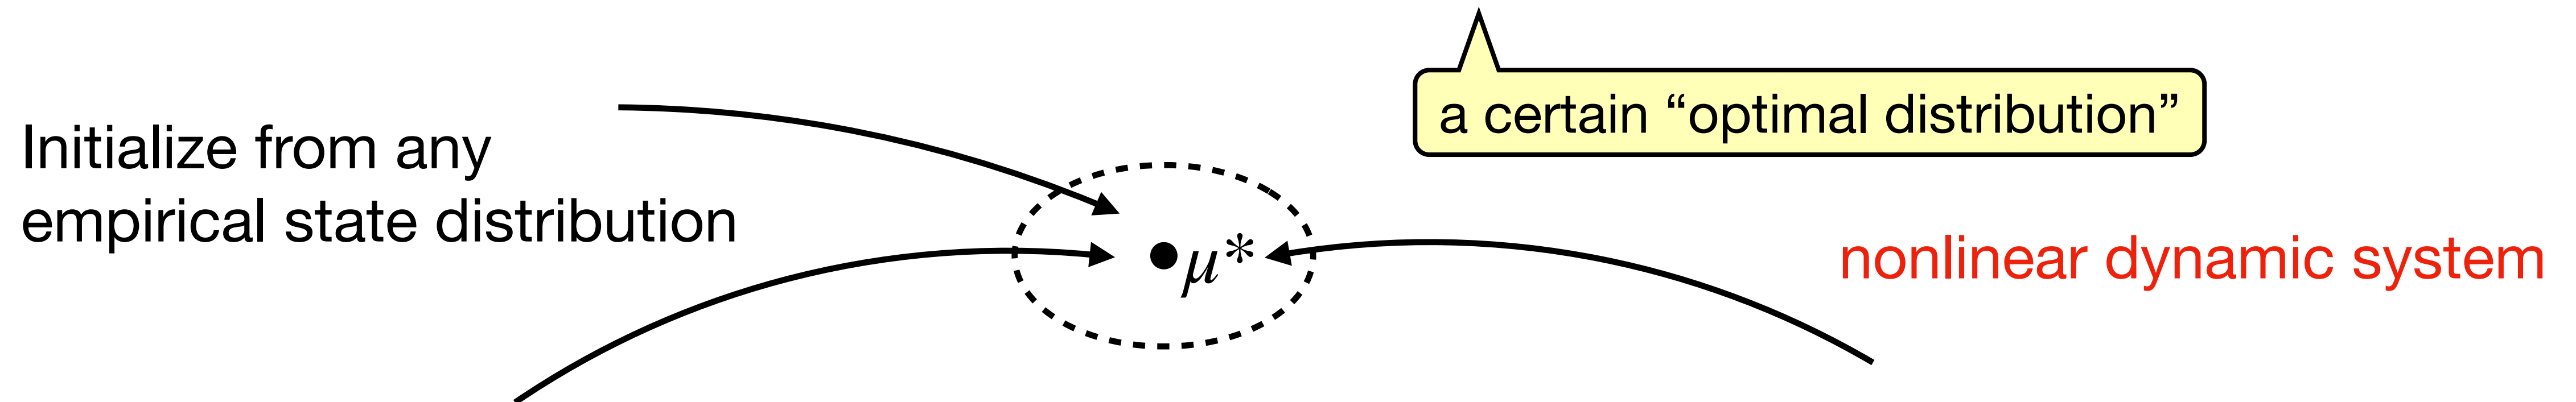 a certain “optimal distribution”
Initialize from any
empirical state distribution
μ*
nonlinear dynamic system